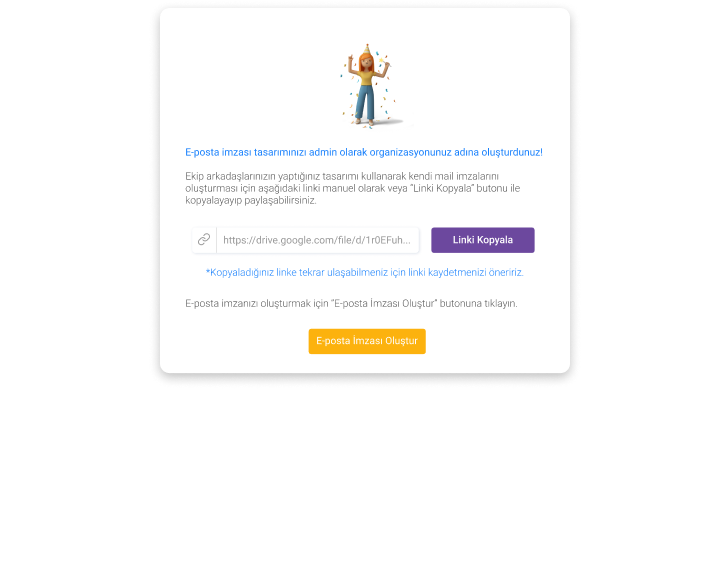 E-posta imzası tasarımınızı admin olarak organizasyonunuz adına oluşturdunuz!
Ekip arkadaşlarınızın yaptığınız tasarımı kullanarak kendi mail imzalarını
oluşturması için aşağıdaki linki manuel olarak veya “Linki Kopyala” butonu ile
kopyalayayıp paylaşabilirsiniz.
https://drive.google.com/file/d/1r0EFuh...
Linki Kopyala
*Kopyaladığınız linke tekrar ulaşabilmeniz için linki kaydetmenizi öneririz.
E-posta imzanızı oluşturmak için “E-posta İmzası Oluştur” butonuna tıklayın.
E-posta İmzası Oluştur